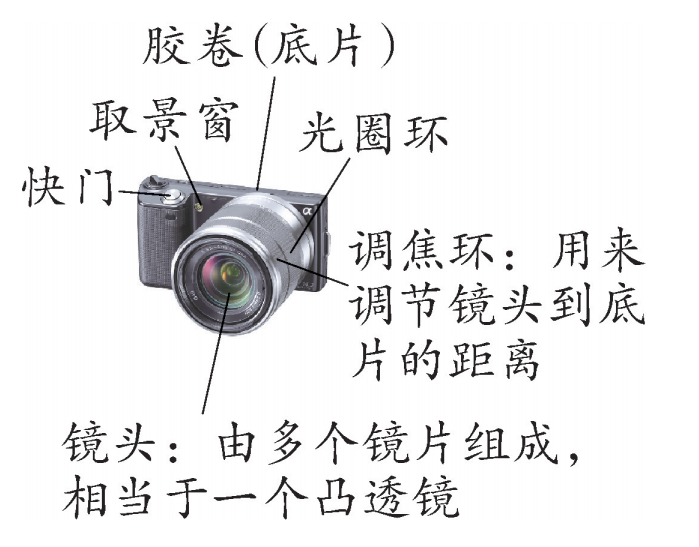 胶卷(底片)
取景窗
光圈环
快门
α
调焦环：用来
调节镜头到底
片的距离
镜头：由多个镜片组成，
相当于一个凸透镜